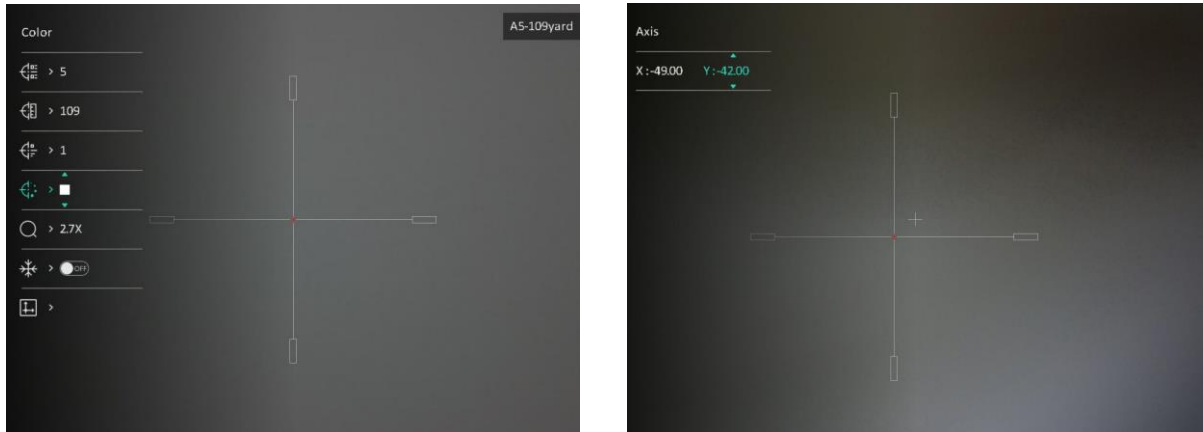 Color
A5-109yard
> 5
> 109
> 1
>
> 2.7X
> OFF
>
Axis
X :-49.00 Y :-42.00